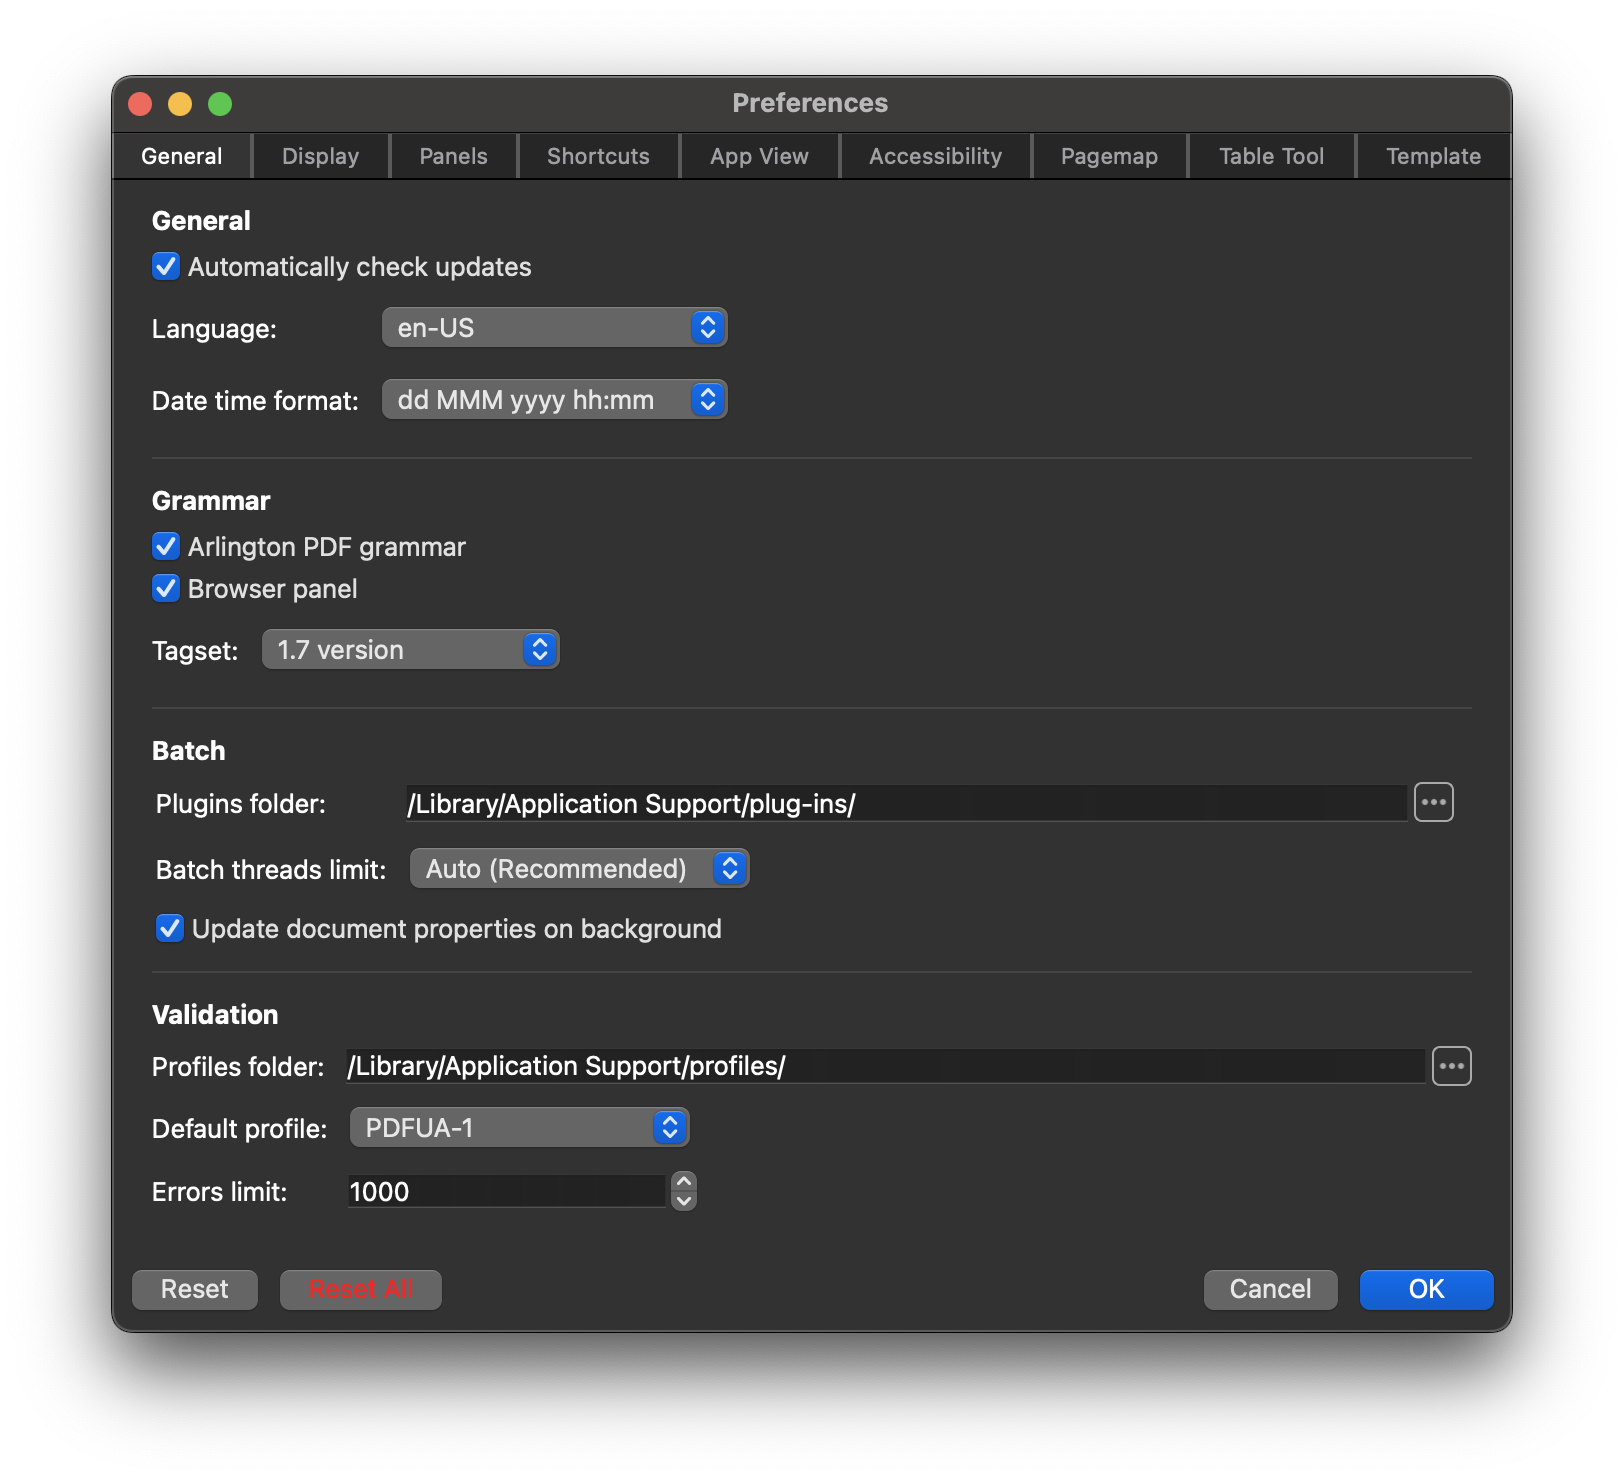 Preferences
General Display Panels Shortcuts App View Accessibility Pagemap Table Tool Template
General
Automatically check updates
Language: en-US
Date time format: dd MMM yyyy hh:mm
Grammar
Arlington PDF grammar
Browser panel
Tagset: 1.7 version
Batch
Plugins folder: /Library/Application Support/plug-ins/
Batch threads limit: Auto (Recommended)
Update document properties on background
Validation
Profiles folder: /Library/Application Support/profiles/
Default profile: PDFUA-1
Errors limit: 1000
Reset Reset All Cancel OK